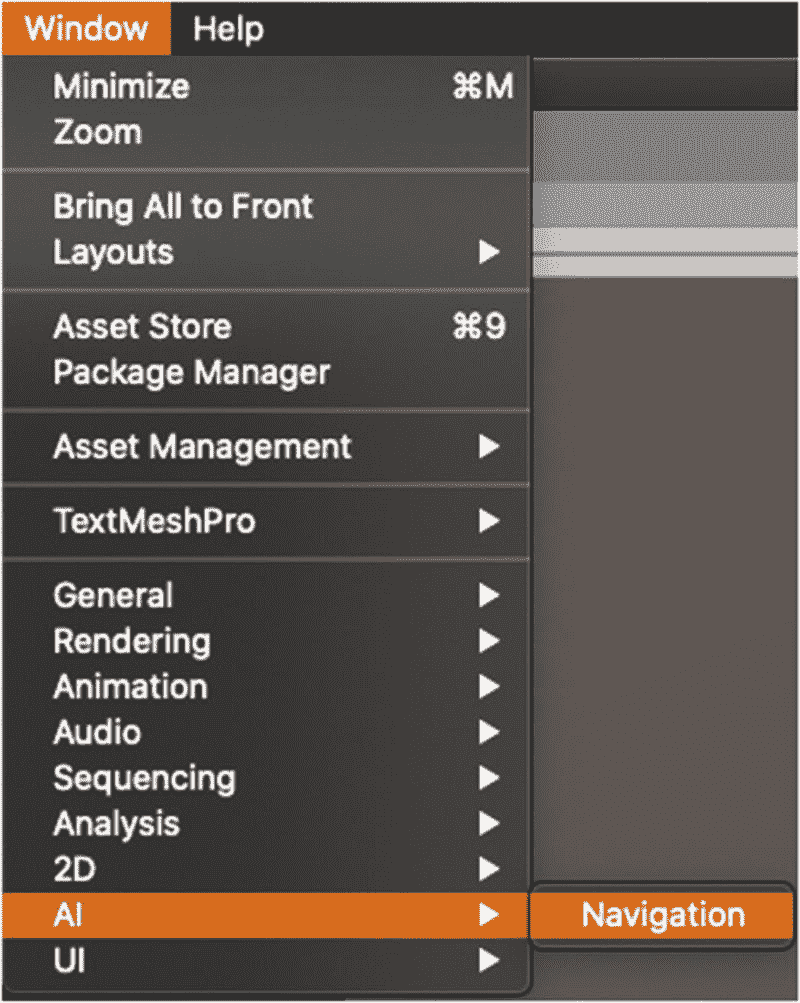 Window Help
Minimize ⌘M
Zoom
Bring All to Front
Layouts
Asset Store ⌘9
Package Manager
Asset Management
TextMeshPro
General
Rendering
Animation
Audio
Sequencing
Analysis
2D
AI Navigation
UI